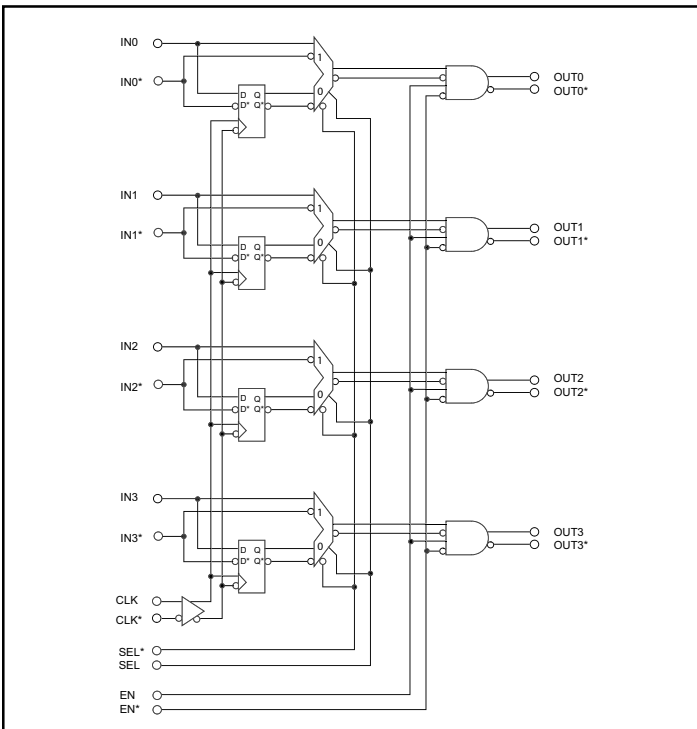 IN0
1
OUT0
IN0*
D Q
0
OUT0*
D* Q*
IN1
1
OUT1
IN1*
D Q
0
OUT1*
D* Q*
IN2
1
OUT2
IN2*
D Q
0
OUT2*
D* Q*
IN3
1
OUT3
IN3*
D Q
0
OUT3*
D* Q*
CLK
CLK*
SEL*
SEL
EN
EN*